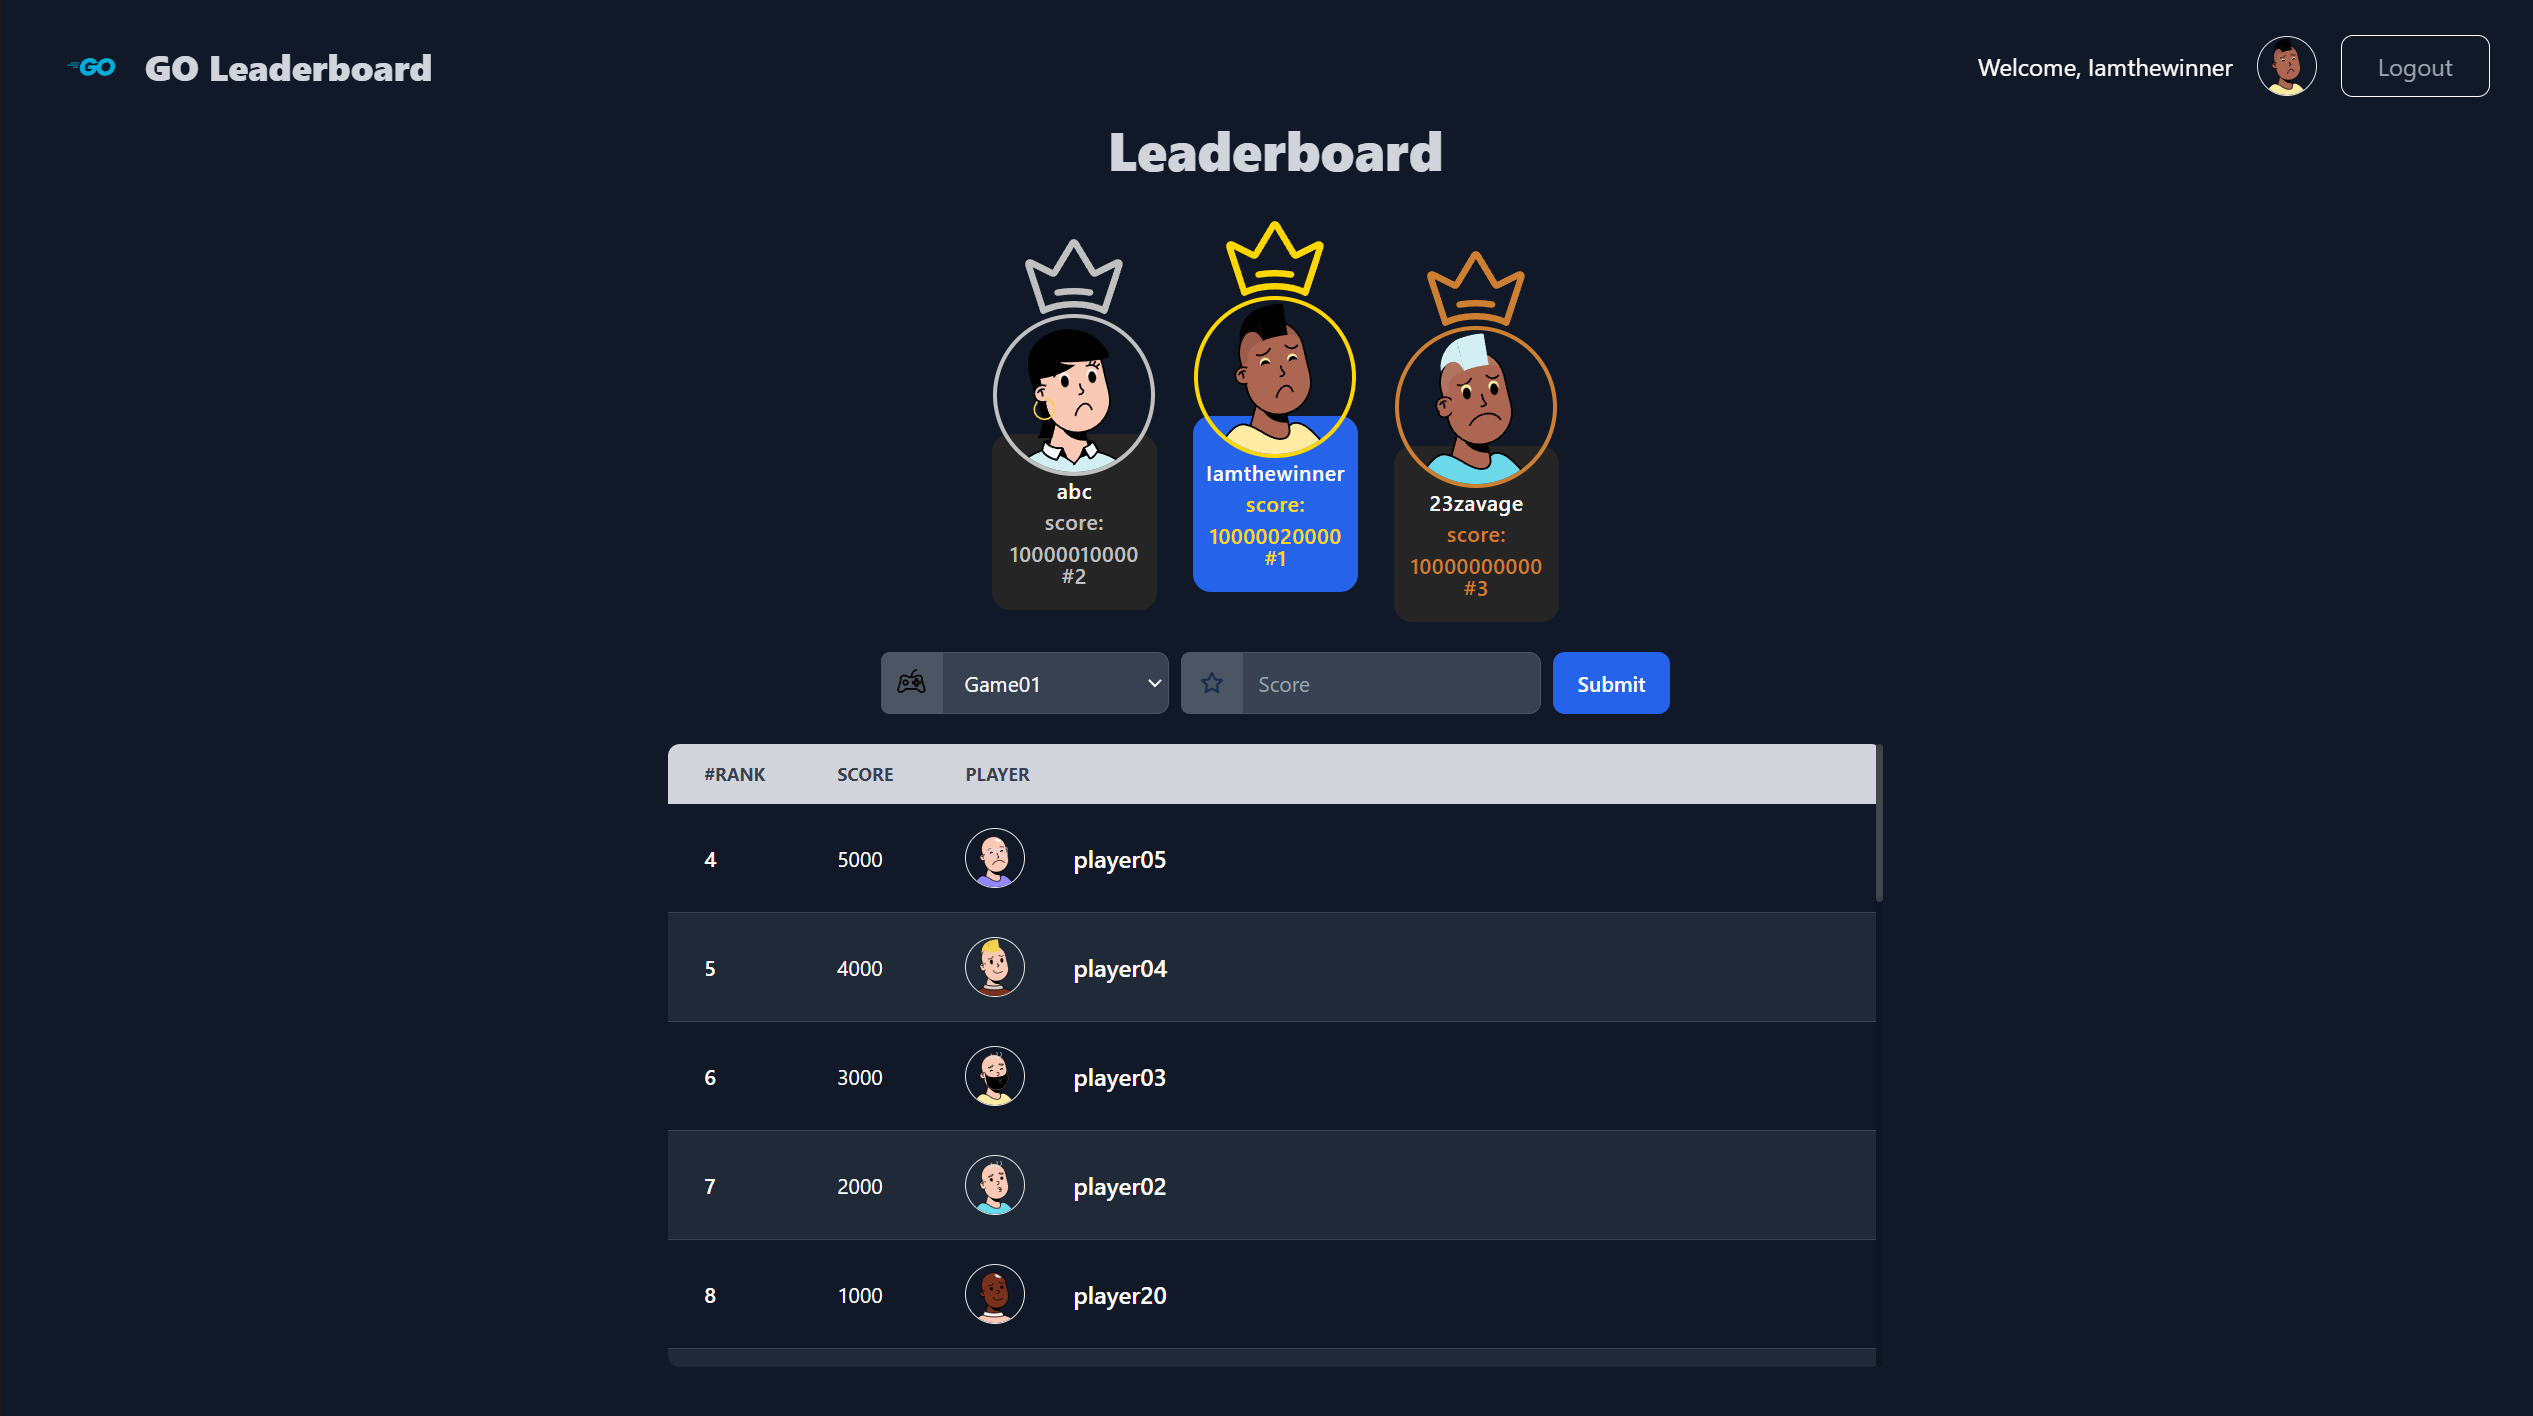 GO GO Leaderboard
Welcome, Iamthewinner Logout
Leaderboard
abc
score:
10000010000
#2
Iamthewinner
score:
10000020000
#1
23zavage
score:
10000000000
#3
Game01 Score Submit
#RANK SCORE PLAYER
4 5000 player05
5 4000 player04
6 3000 player03
7 2000 player02
8 1000 player20